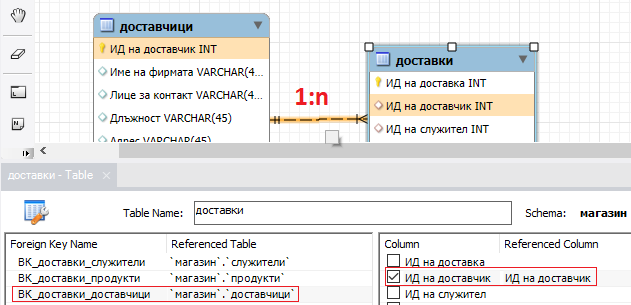 доставчици
ИД на доставчик INT
Име на фирмата VARCHAR(4...
Лице за контакт VARCHAR(4...
Длъжност VARCHAR(45)
Адрес VARCHAR(45)
1:n
доставки
ИД на доставка INT
ИД на доставчик INT
ИД на служител INT
доставки - Table
Table Name: доставки Schema: магазин
Foreign Key Name Referenced Table
ВК_доставки_служители `магазин`.`служители`
ВК_доставки_продукти `магазин`.`продукти`
ВК_доставки_доставчици `магазин`.`доставчици`
Column Referenced Column
ИД на доставка
ИД на доставчик ИД на доставчик
ИД на служител